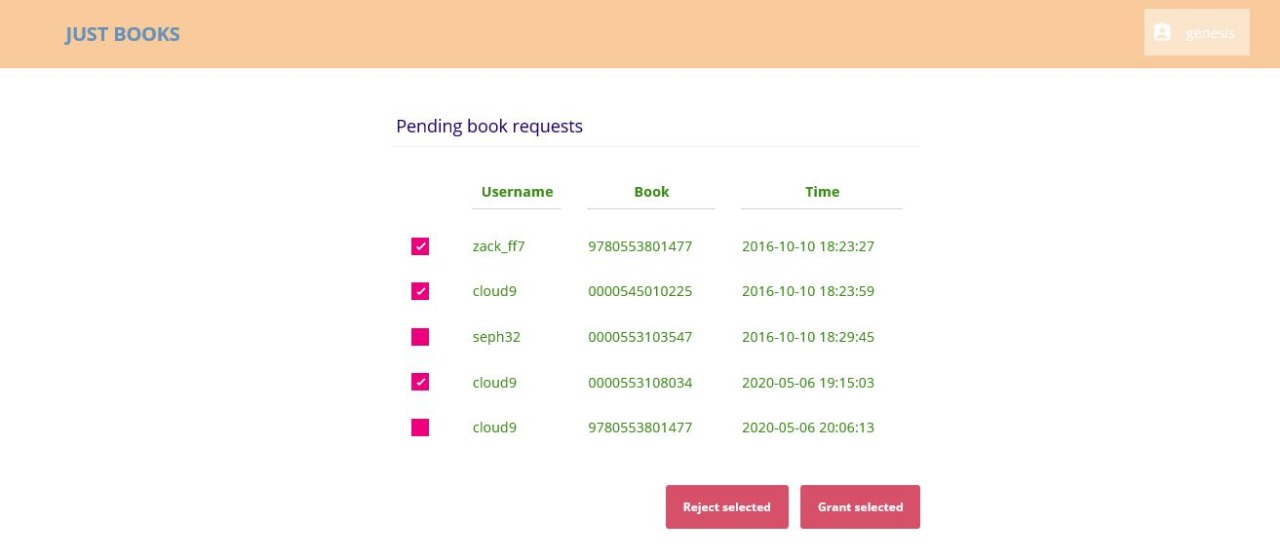 JUST BOOKS
genesis
Pending book requests
Username Book Time
zack_ff7 9780553801477 2016-10-10 18:23:27
cloud9 0000545010225 2016-10-10 18:23:59
seph32 0000553103547 2016-10-10 18:29:45
cloud9 0000553108034 2020-05-06 19:15:03
cloud9 9780553801477 2020-05-06 20:06:13
Reject selected Grant selected